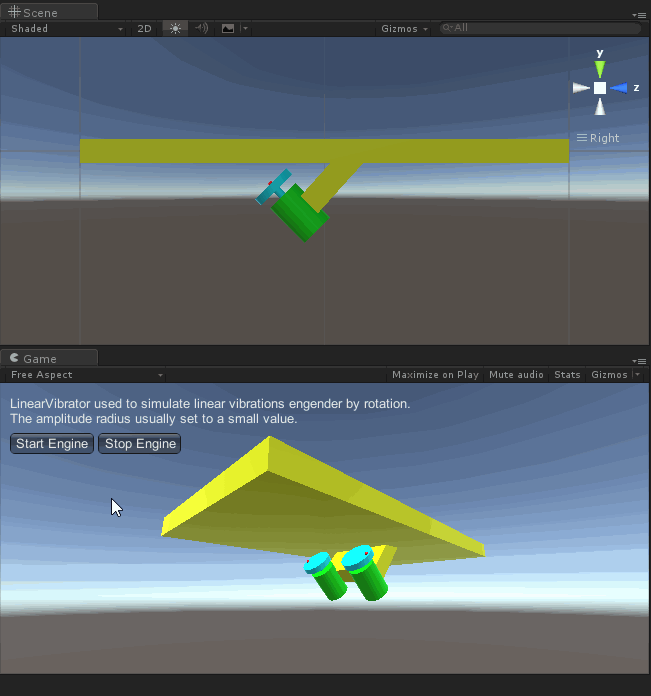 Scene
Shaded 2D Gizmos All
y
z
Right
Game
Free Aspect Maximize on Play Mute audio Stats Gizmos
LinearVibrator used to simulate linear vibrations engender by rotation.
The amplitude radius usually set to a small value.
Start Engine Stop Engine